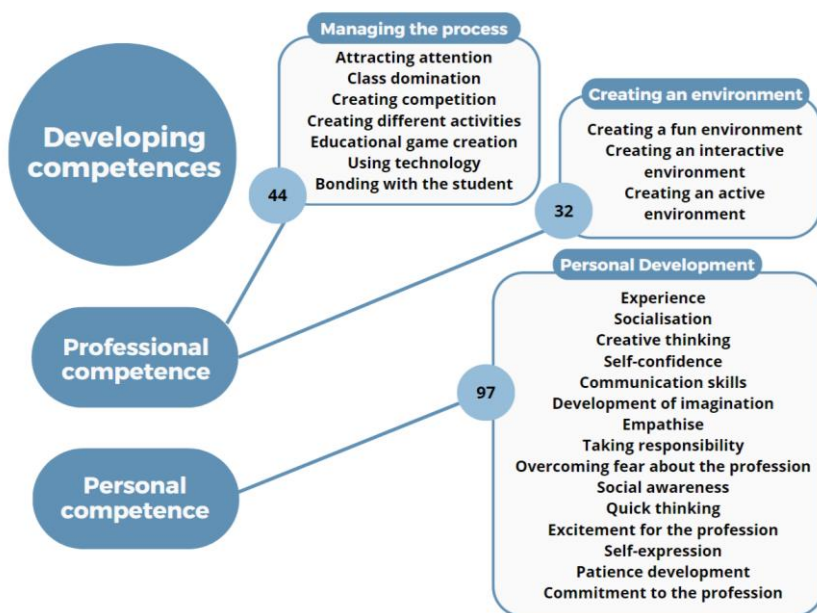 Developing
competences
Managing the process
Attracting attention
Class domination
Creating competition
Creating different activities
Educational game creation
Using technology
Bonding with the student
44
Creating an environment
Creating a fun environment
Creating an interactive
environment
Creating an active
environment
32
Professional
competence
Personal Development
Experience
Socialisation
Creative thinking
Self-confidence
Communication skills
Development of imagination
Empathise
Taking responsibility
Overcoming fear about the profession
Social awareness
Quick thinking
Excitement for the profession
Self-expression
Patience development
Commitment to the profession
97
Personal
competence